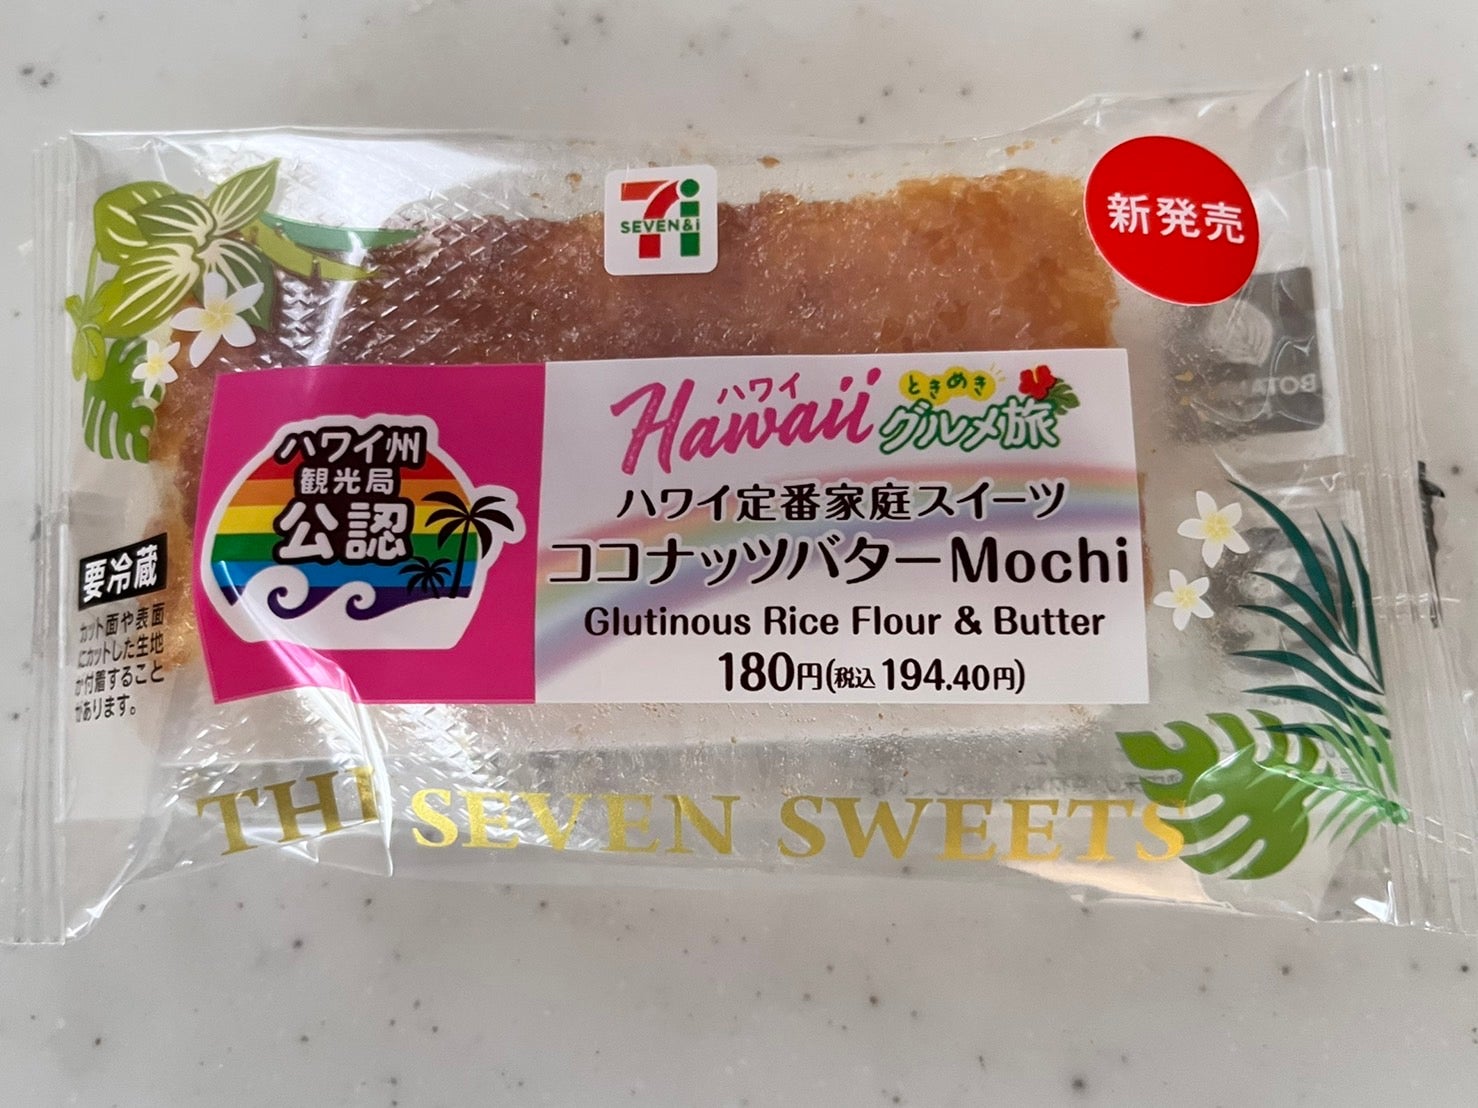 SEVEN&i
新発売
ハワイ
Hawaii
ときめき
グルメ旅
ハワイ州
観光局
公認
ハワイ定番家庭スイーツ
ココナッツバターMochi
Glutinous Rice Flour & Butter
180円(税込 194.40円)
要冷蔵
カット面や表面
にカットした生地
が付着すること
があります。
THE SEVEN SWEETS